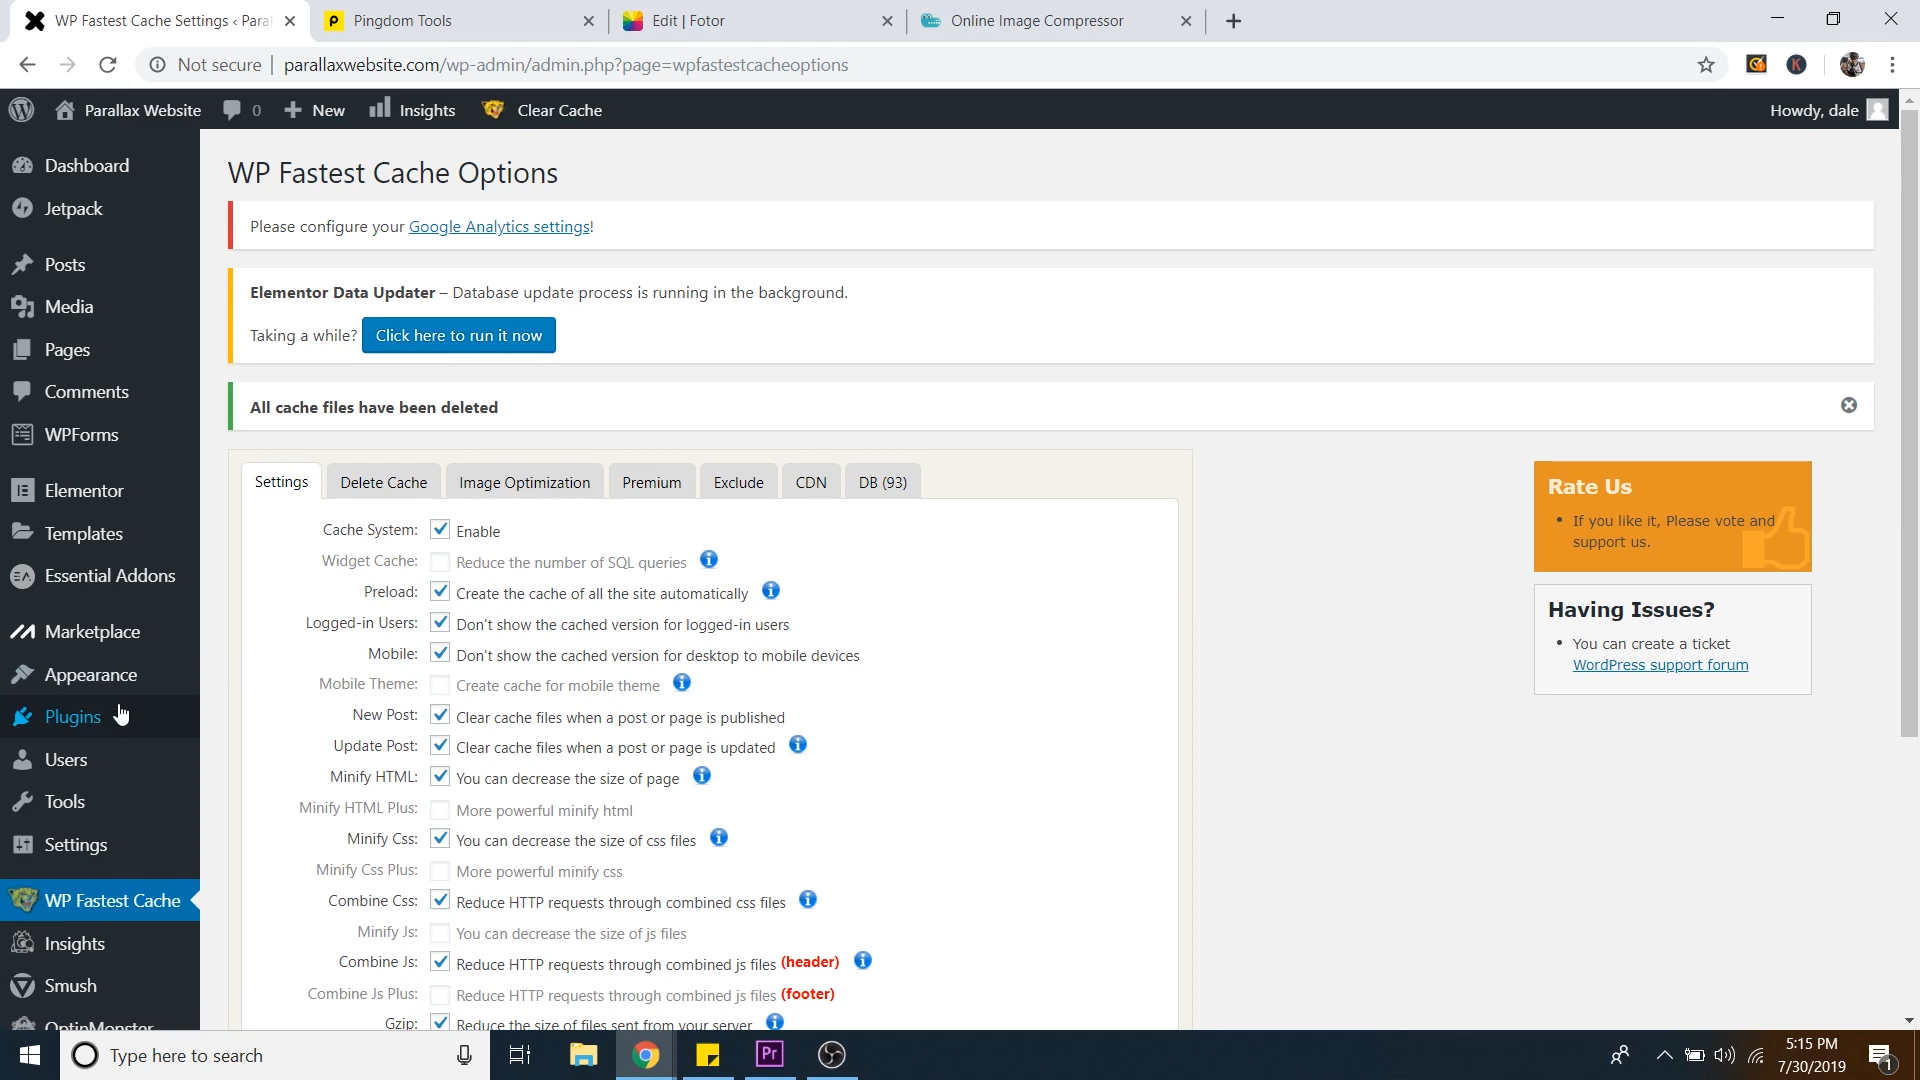 WP Fastest Cache Settings ‹ Paral
Pingdom Tools
Edit | Fotor
Online Image Compressor
Not secure
parallaxwebsite.com/wp-admin/admin.php?page=wpfastestcacheoptions
Parallax Website
0
New
Insights
Clear Cache
Howdy, dale
Dashboard
Jetpack
Posts
Media
Pages
Comments
WPForms
Elementor
Templates
Essential Addons
Marketplace
Appearance
Plugins
Users
Tools
Settings
WP Fastest Cache
Insights
Smush
OptinMonster
WP Fastest Cache Options
Please configure your Google Analytics settings!
Elementor Data Updater – Database update process is running in the background.
Taking a while? Click here to run it now
All cache files have been deleted
Settings
Delete Cache
Image Optimization
Premium
Exclude
CDN
DB (93)
Cache System: Enable
Widget Cache: Reduce the number of SQL queries
Preload: Create the cache of all the site automatically
Logged-in Users: Don't show the cached version for logged-in users
Mobile: Don't show the cached version for desktop to mobile devices
Mobile Theme: Create cache for mobile theme
New Post: Clear cache files when a post or page is published
Update Post: Clear cache files when a post or page is updated
Minify HTML: You can decrease the size of page
Minify HTML Plus: More powerful minify html
Minify Css: You can decrease the size of css files
Minify Css Plus: More powerful minify css
Combine Css: Reduce HTTP requests through combined css files
Minify Js: You can decrease the size of js files
Combine Js: Reduce HTTP requests through combined js files (header)
Combine Js Plus: Reduce HTTP requests through combined js files (footer)
Gzip: Reduce the size of files sent from your server
Rate Us
• If you like it, Please vote and
support us.
Having Issues?
• You can create a ticket
WordPress support forum
Type here to search
Pr
5:15 PM
7/30/2019
1